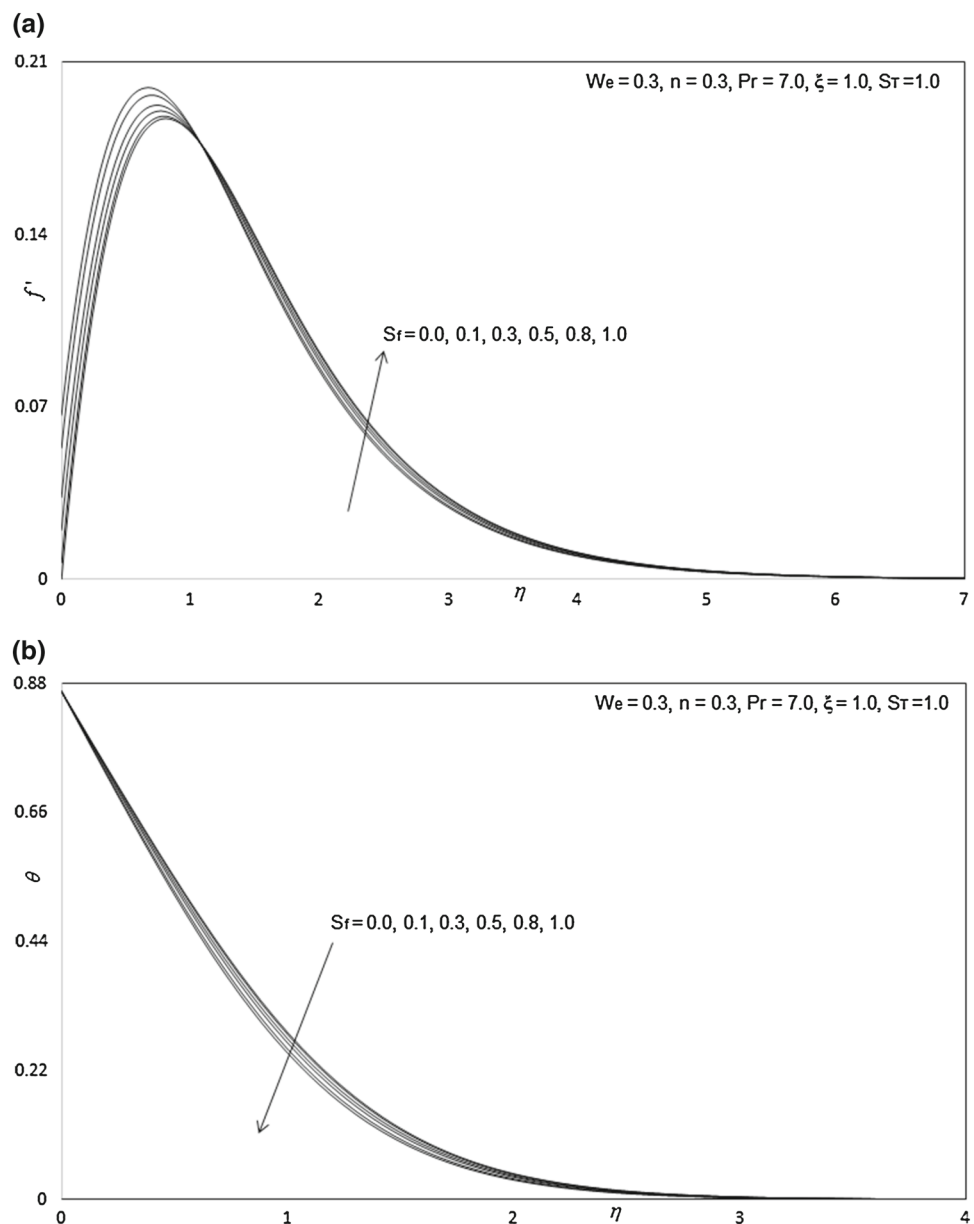 (a)
0.21
We = 0.3, n = 0.3, Pr = 7.0, ξ = 1.0, ST =1.0
0.14
f '
Sf = 0.0, 0.1, 0.3, 0.5, 0.8, 1.0
0.07
0
0 1 2 3 η 4 5 6 7
(b)
0.88
We = 0.3, n = 0.3, Pr = 7.0, ξ = 1.0, ST =1.0
0.66
θ
Sf = 0.0, 0.1, 0.3, 0.5, 0.8, 1.0
0.44
0.22
0
0 1 2 η 3 4